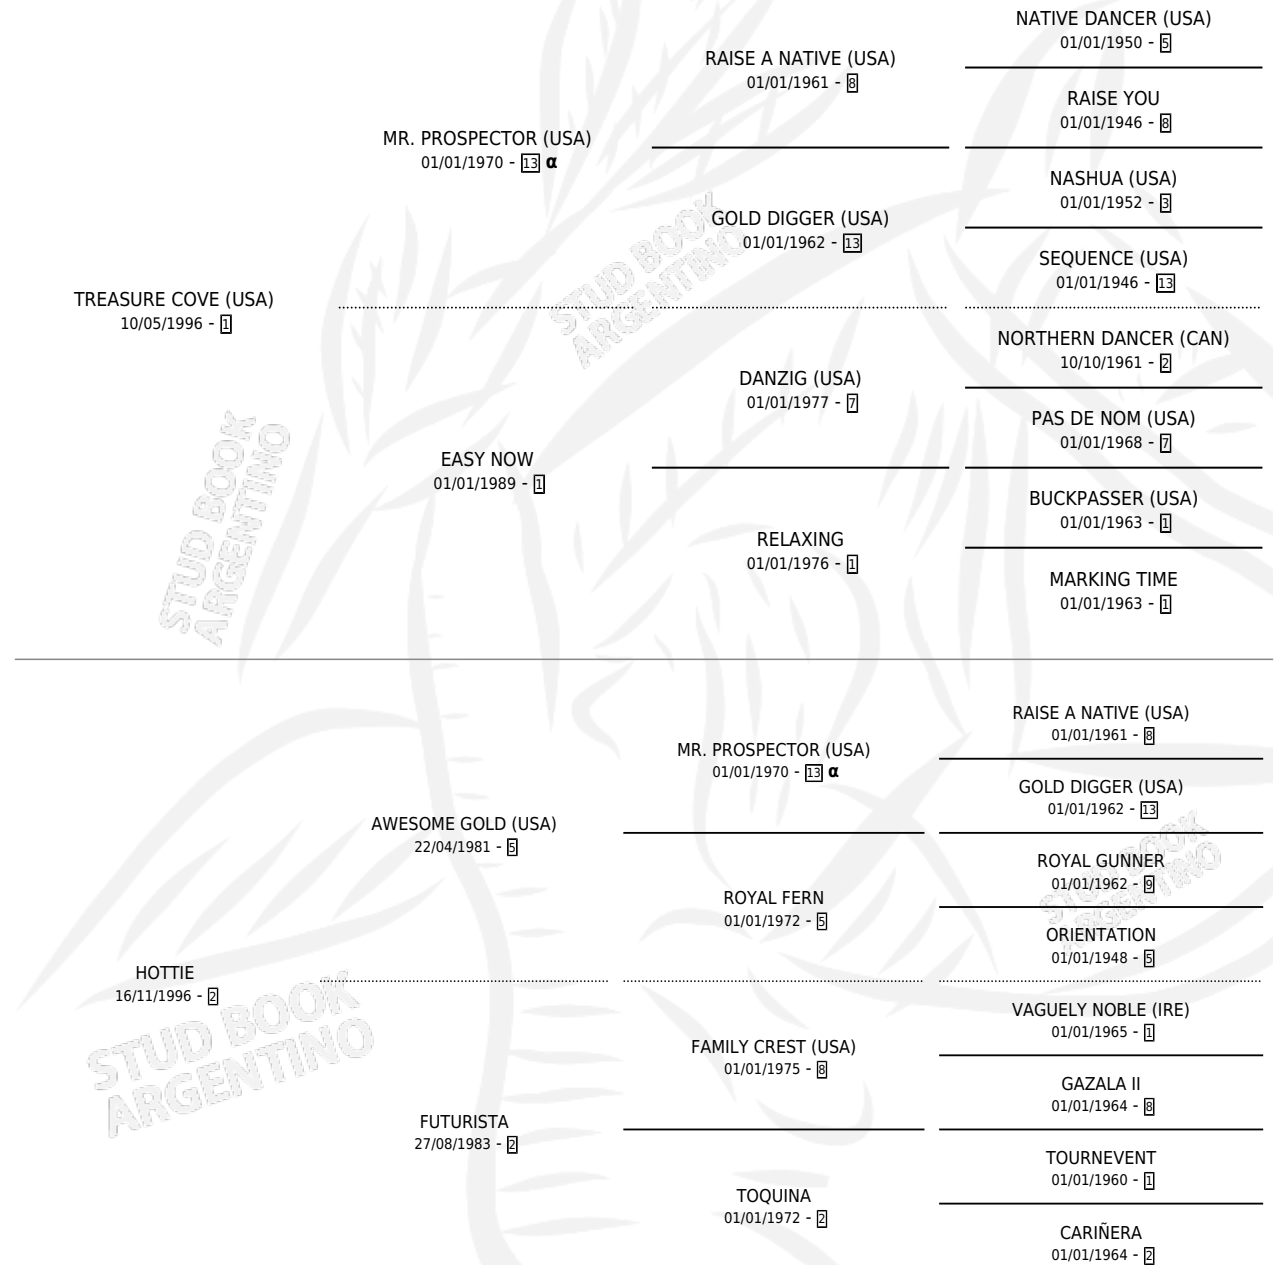 NATIVE DANCER (USA)
01/01/1950 - 5
RAISE A NATIVE (USA)
01/01/1961 - 8
RAISE YOU
01/01/1946 - 8
MR. PROSPECTOR (USA)
01/01/1970 - 13 α
NASHUA (USA)
01/01/1952 - 3
GOLD DIGGER (USA)
01/01/1962 - 13
SEQUENCE (USA)
01/01/1946 - 13
TREASURE COVE (USA)
10/05/1996 - 1
NORTHERN DANCER (CAN)
10/10/1961 - 2
DANZIG (USA)
01/01/1977 - 7
PAS DE NOM (USA)
01/01/1968 - 7
EASY NOW
01/01/1989 - 1
BUCKPASSER (USA)
01/01/1963 - 1
RELAXING
01/01/1976 - 1
MARKING TIME
01/01/1963 - 1
RAISE A NATIVE (USA)
01/01/1961 - 8
MR. PROSPECTOR (USA)
01/01/1970 - 13 α
GOLD DIGGER (USA)
01/01/1962 - 13
AWESOME GOLD (USA)
22/04/1981 - 5
ROYAL GUNNER
01/01/1962 - 9
ROYAL FERN
01/01/1972 - 5
ORIENTATION
01/01/1948 - 5
HOTTIE
16/11/1996 - 2
VAGUELY NOBLE (IRE)
01/01/1965 - 1
FAMILY CREST (USA)
01/01/1975 - 8
GAZALA II
01/01/1964 - 8
FUTURISTA
27/08/1983 - 2
TOURNEVENT
01/01/1960 - 1
TOQUINA
01/01/1972 - 2
CARIÑERA
01/01/1964 - 2
STUD BOOK
ARGENTINO
STUD BOOK
ARGENTINO
STUD BOOK
ARGENTINO
STUD BOOK
ARGENTINO